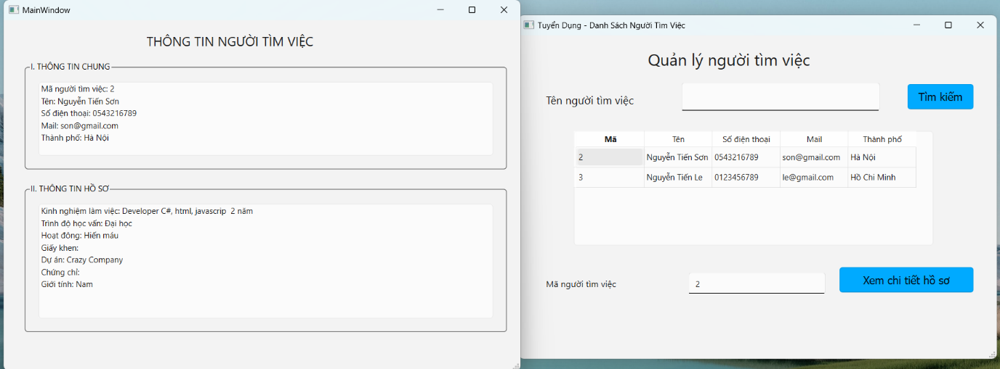 MainWindow
THÔNG TIN NGƯỜI TÌM VIỆC
I. THÔNG TIN CHUNG
Mã người tìm việc: 2
Tên: Nguyễn Tiến Sơn
Số điện thoại: 0543216789
Mail: son@gmail.com
Thành phố: Hà Nội
II. THÔNG TIN HỒ SƠ
Kinh nghiệm làm việc: Developer C#, html, javascrip  2 năm
Trình độ học vấn: Đại học
Hoạt đông: Hiến máu
Giấy khen:
Dự án: Crazy Company
Chứng chỉ:
Giới tính: Nam
Tuyển Dụng - Danh Sách Người Tìm Việc
Quản lý người tìm việc
Tên người tìm việc Tìm kiếm
Mã Tên Số điện thoại Mail Thành phố
2 Nguyễn Tiến Sơn 0543216789 son@gmail.com Hà Nội
3 Nguyễn Tiến Le 0123456789 le@gmail.com Hồ Chi Minh
Mã người tìm việc 2 Xem chi tiết hồ sơ